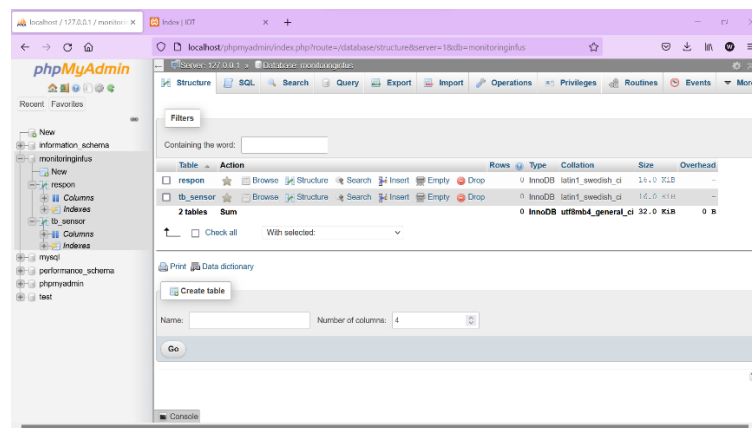 localhost / 127.0.0.1 / monitori
Index | IOT
localhost/phpmyadmin/index.php?route=/database/structure&server=1&db=monitoringinfus
phpMyAdmin
Recent Favorites
New
information_schema
monitoringinfus
New
respon
Columns
Indexes
tb_sensor
Columns
Indexes
mysql
performance_schema
phpmyadmin
test
Server: 127.0.0.1 » Database: monitoringinfus
Structure SQL Search Query Export Import Operations Privileges Routines Events More
Filters
Containing the word:
Table Action Rows Type Collation Size Overhead
respon Browse Structure Search Insert Empty Drop 0 InnoDB latin1_swedish_ci 16.0 KiB -
tb_sensor Browse Structure Search Insert Empty Drop 0 InnoDB latin1_swedish_ci 16.0 KiB -
2 tables Sum 0 InnoDB utf8mb4_general_ci 32.0 KiB 0 B
Check all With selected:
Print Data dictionary
Create table
Name: Number of columns: 4
Go
Console